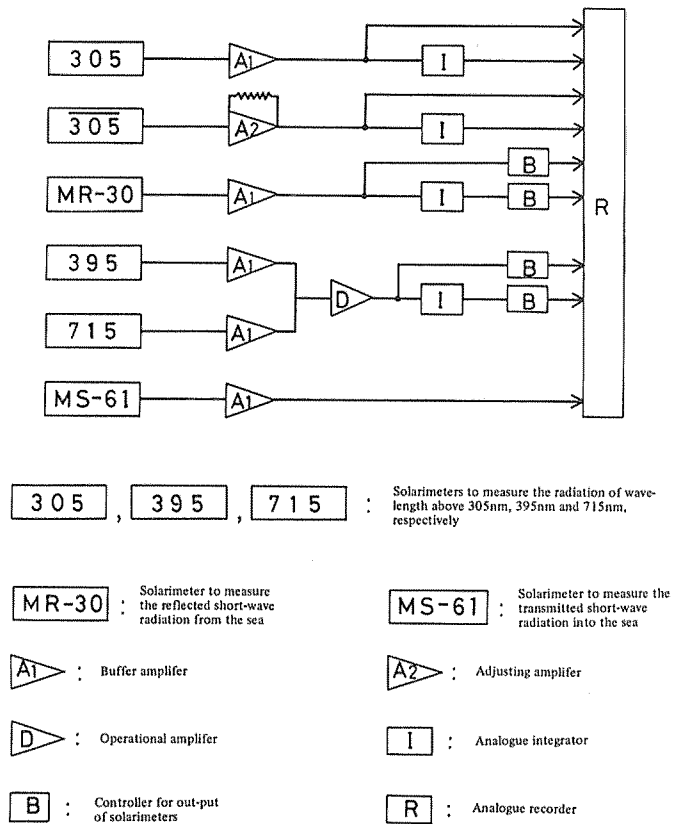 305 A1 I
3̅0̅5̅ A2 I
B
MR-30 A1 I B R
395 A1 B
D I B
715 A1
MS-61 A1
305 , 395 , 715 : Solarimeters to measure the radiation of wave-
length above 305nm, 395nm and 715nm,
respectively
MR-30 : Solarimeter to measure
the reflected short-wave
radiation from the sea
MS-61 : Solarimeter to measure the
transmitted short-wave
radiation into the sea
A1 : Buffer amplifer
A2 : Adjusting amplifer
D : Operational amplifer
I : Analogue integrator
B : Controller for out-put
of solarimeters
R : Analogue recorder